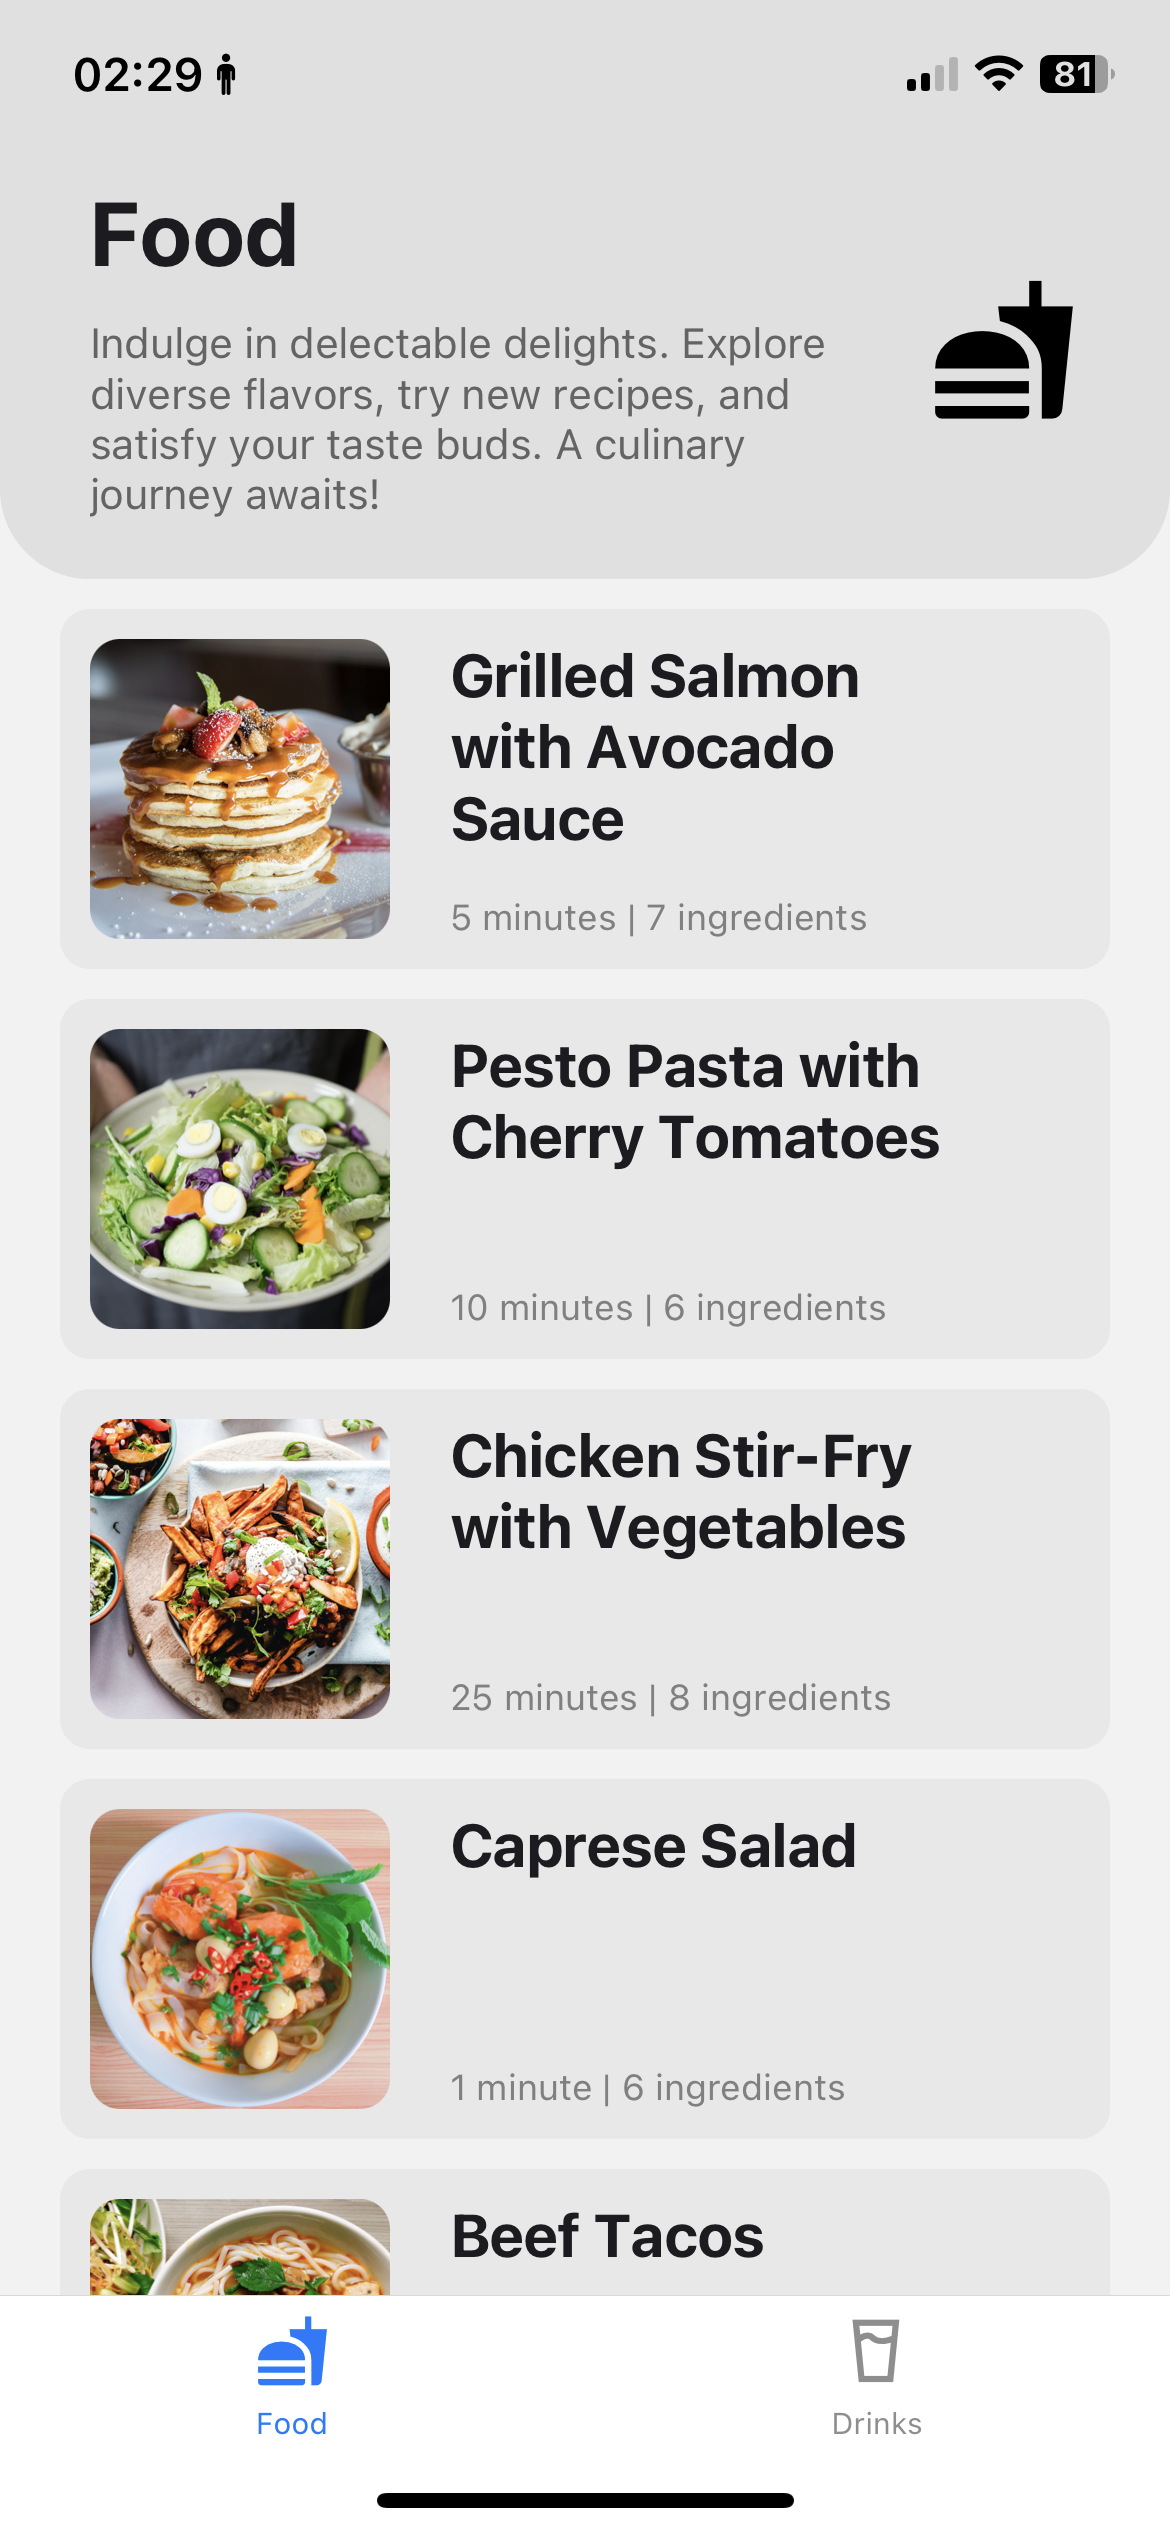 02:29
81
Food
Indulge in delectable delights. Explore
diverse flavors, try new recipes, and
satisfy your taste buds. A culinary
journey awaits!
Grilled Salmon
with Avocado
Sauce
5 minutes | 7 ingredients
Pesto Pasta with
Cherry Tomatoes
10 minutes | 6 ingredients
Chicken Stir-Fry
with Vegetables
25 minutes | 8 ingredients
Caprese Salad
1 minute | 6 ingredients
Beef Tacos
Food
Drinks